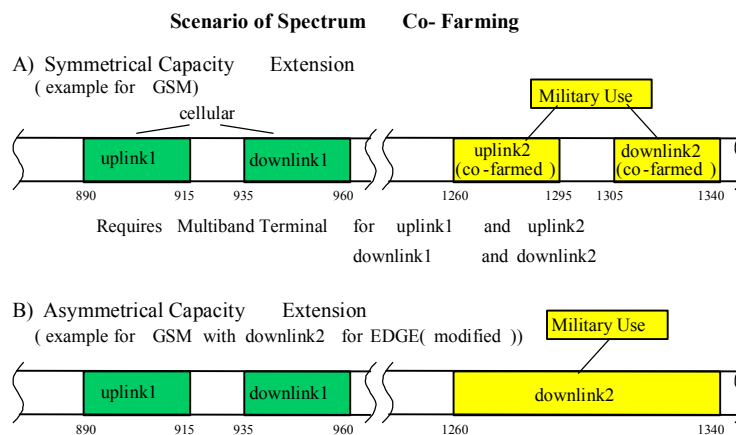 Scenario of Spectrum Co- Farming
A) Symmetrical Capacity Extension
( example for GSM)
cellular
Military Use
uplink1
downlink1
uplink2
(co-farmed )
downlink2
(co-farmed )
890 915 935 960 1260 1295 1305 1340
Requires Multiband Terminal for uplink1 and uplink2
downlink1 and downlink2
B) Asymmetrical Capacity Extension
( example for GSM with downlink2 for EDGE( modified ))
Military Use
uplink1 downlink1 downlink2
890 915 935 960 1260 1340